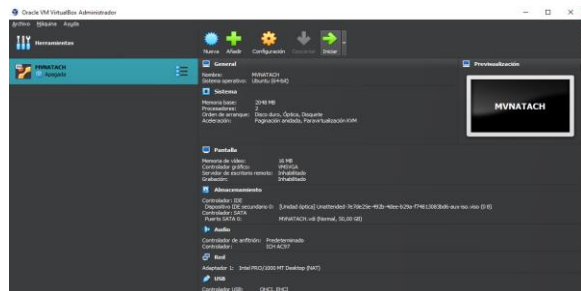 Oracle VM VirtualBox Administrador
Archivo Máquina Ayuda
Herramientas
Nueva Añadir Configuración Descartar Iniciar
MVNATACH
Apagada
General
Nombre: MVNATACH
Sistema operativo: Ubuntu (64-bit)
Sistema
Memoria base: 2048 MB
Procesadores: 2
Orden de arranque: Disco duro, Óptica, Disquete
Aceleración: Paginación anidada, Paravirtualización KVM
Previsualización
MVNATACH
Pantalla
Memoria de vídeo: 16 MB
Controlador gráfico: VMSVGA
Servidor de escritorio remoto: Inhabilitado
Grabación: Inhabilitado
Almacenamiento
Controlador: IDE
Dispositivo IDE secundario 0: [Unidad óptica]
Controlador: SATA
Puerto SATA 0: MVNATACH.vdi (Normal, 50,00 GB)
Audio
Controlador de anfitrión: Predeterminado
Controlador: ICH AC97
Red
Adaptador 1: Intel PRO/1000 MT Desktop (NAT)
USB
Controlador USB: OHCI, EHCI